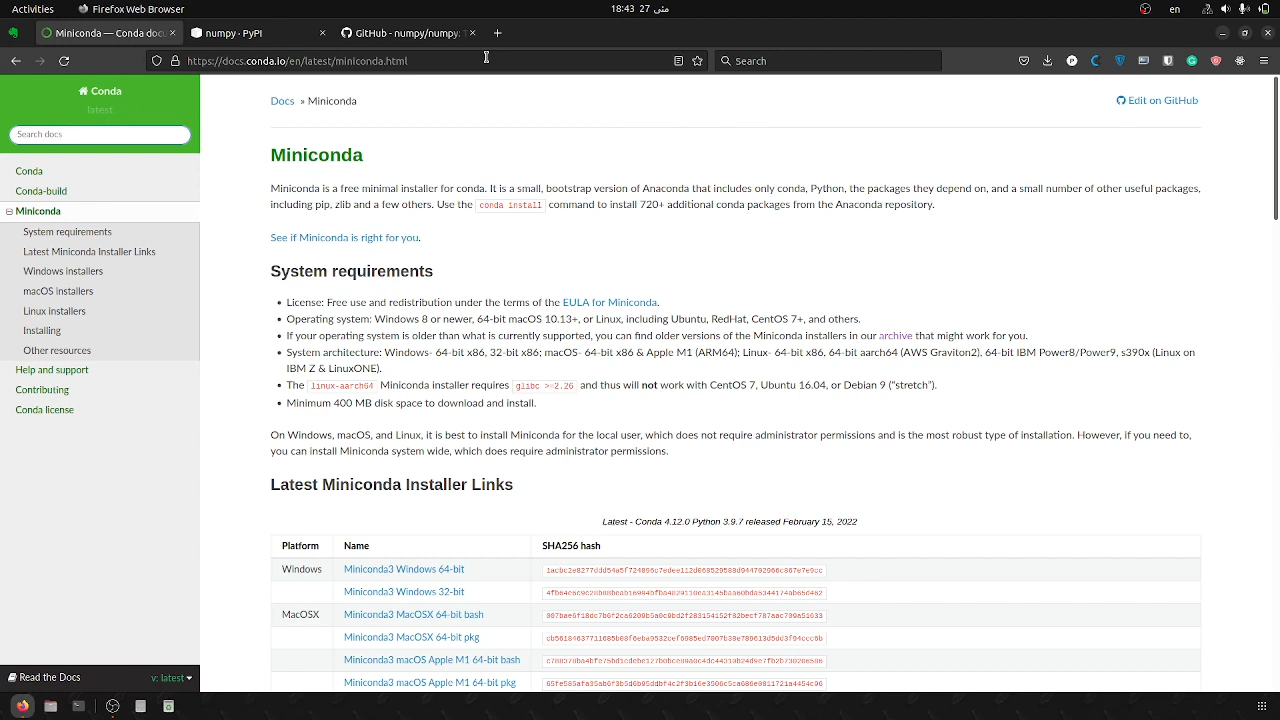 Activities
Firefox Web Browser
18:43 27 مئی
en
Miniconda — Conda docu
numpy · PyPI
GitHub - numpy/numpy: T
https://docs.conda.io/en/latest/miniconda.html
Search
Conda
latest
Search docs
Conda
Conda-build
Miniconda
System requirements
Latest Miniconda Installer Links
Windows installers
macOS installers
Linux installers
Installing
Other resources
Help and support
Contributing
Conda license
Read the Docs
v: latest
Docs » Miniconda
Edit on GitHub
Miniconda
Miniconda is a free minimal installer for conda. It is a small, bootstrap version of Anaconda that includes only conda, Python, the packages they depend on, and a small number of other useful packages,
including pip, zlib and a few others. Use the conda install command to install 720+ additional conda packages from the Anaconda repository.
See if Miniconda is right for you.
System requirements
• License: Free use and redistribution under the terms of the EULA for Miniconda.
• Operating system: Windows 8 or newer, 64-bit macOS 10.13+, or Linux, including Ubuntu, RedHat, CentOS 7+, and others.
• If your operating system is older than what is currently supported, you can find older versions of the Miniconda installers in our archive that might work for you.
• System architecture: Windows- 64-bit x86, 32-bit x86; macOS- 64-bit x86 & Apple M1 (ARM64); Linux- 64-bit x86, 64-bit aarch64 (AWS Graviton2), 64-bit IBM Power8/Power9, s390x (Linux on
IBM Z & LinuxONE).
• The linux-aarch64 Miniconda installer requires glibc >=2.26 and thus will not work with CentOS 7, Ubuntu 16.04, or Debian 9 (“stretch”).
• Minimum 400 MB disk space to download and install.
On Windows, macOS, and Linux, it is best to install Miniconda for the local user, which does not require administrator permissions and is the most robust type of installation. However, if you need to,
you can install Miniconda system wide, which does require administrator permissions.
Latest Miniconda Installer Links
Latest - Conda 4.12.0 Python 3.9.7 released February 15, 2022
Platform Name SHA256 hash
Windows Miniconda3 Windows 64-bit
Miniconda3 Windows 32-bit
MacOSX Miniconda3 MacOSX 64-bit bash
Miniconda3 MacOSX 64-bit pkg
Miniconda3 macOS Apple M1 64-bit bash
Miniconda3 macOS Apple M1 64-bit pkg